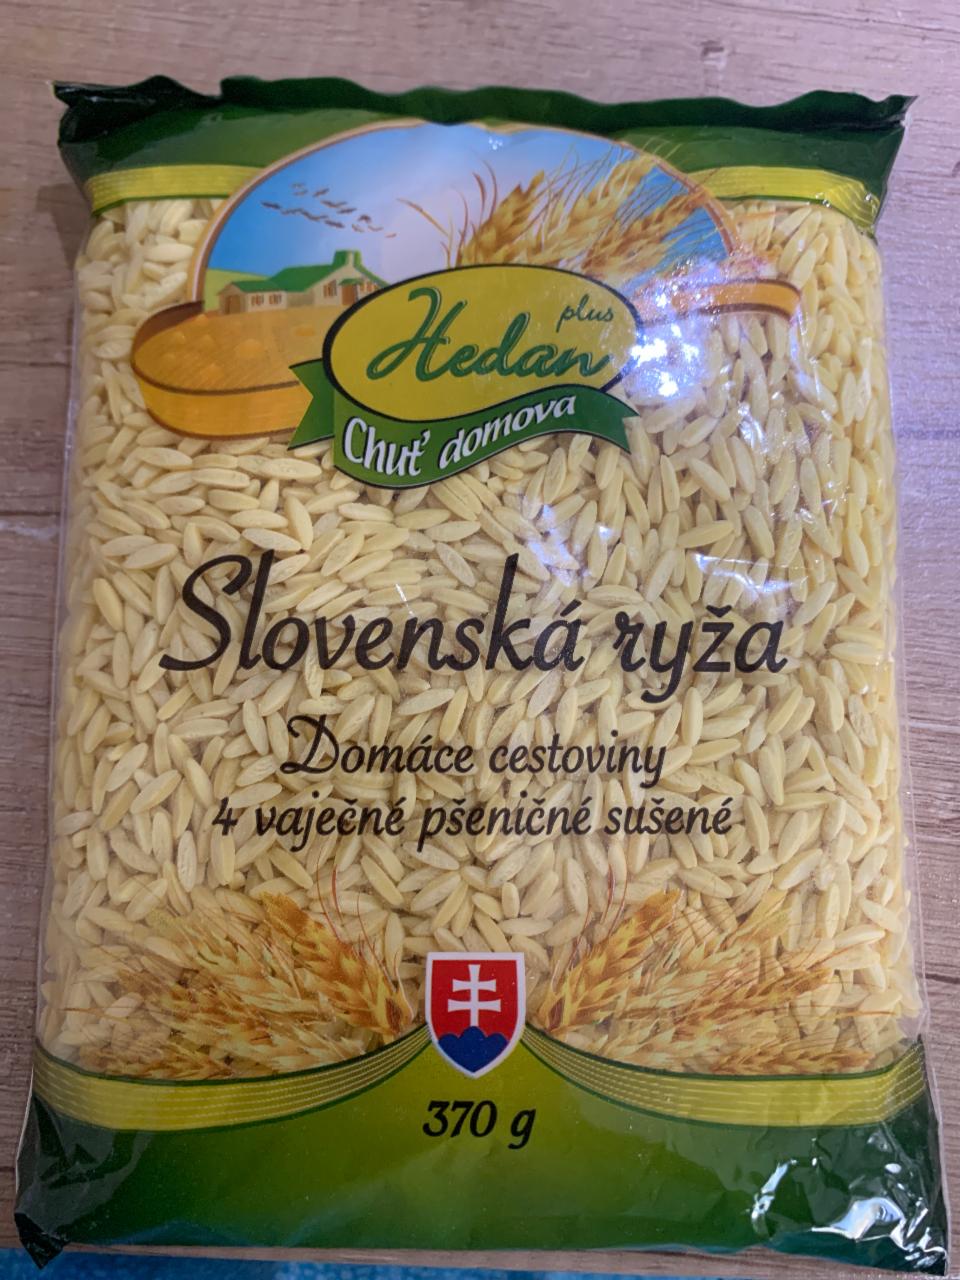 plus
Hedan
Chuť domova
Slovenská ryža
Domáce cestoviny
4 vaječné pšeničné sušené
370 g